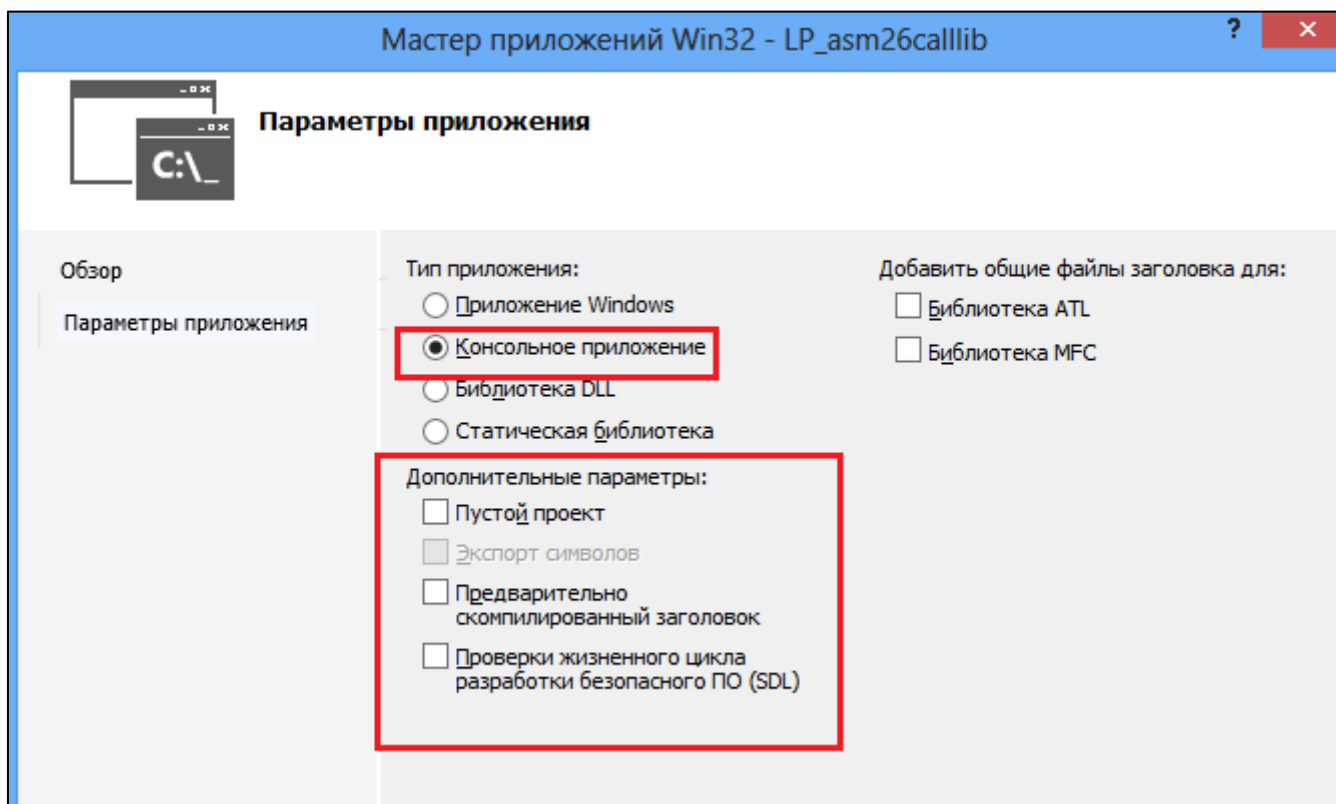 Мастер приложений Win32 - LP_asm26calllib
?
C:\_
Параметры приложения
Обзор
Параметры приложения
Тип приложения:
Приложение Windows
Консольное приложение
Библиотека DLL
Статическая библиотека
Дополнительные параметры:
Пустой проект
Экспорт символов
Предварительно
скомпилированный заголовок
Проверки жизненного цикла
разработки безопасного ПО (SDL)
Добавить общие файлы заголовка для:
Библиотека ATL
Библиотека MFC